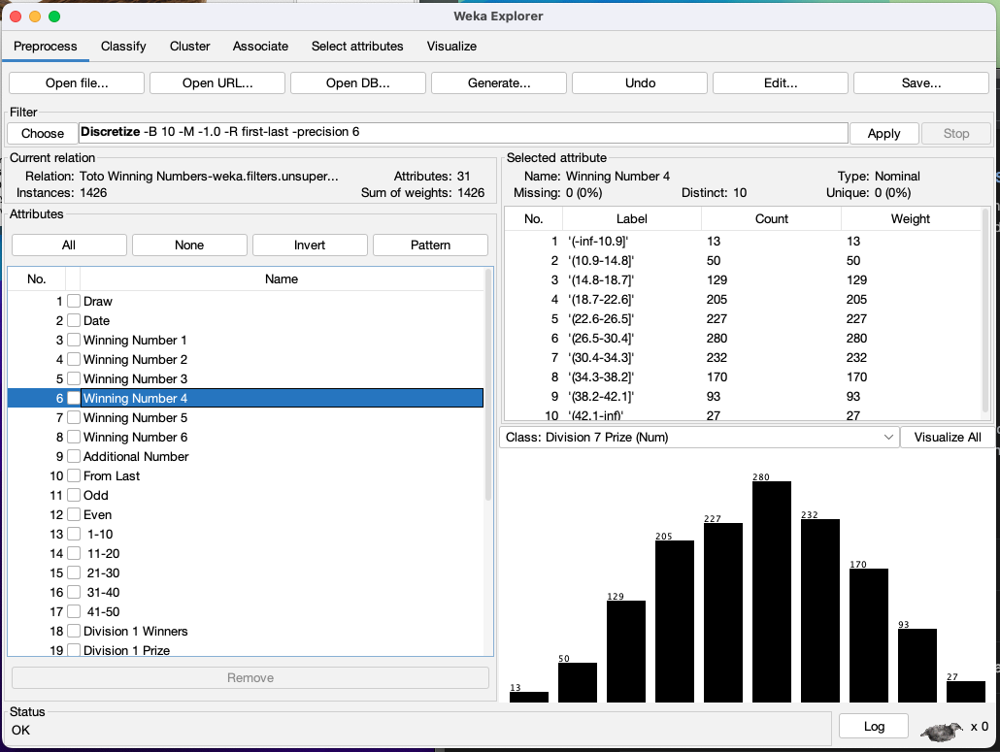 Weka Explorer
Preprocess Classify Cluster Associate Select attributes Visualize
Open file... Open URL... Open DB... Generate... Undo Edit... Save...
Filter
Choose Discretize -B 10 -M -1.0 -R first-last -precision 6 Apply Stop
Current relation
Relation: Toto Winning Numbers-weka.filters.unsuper... Attributes: 31
Instances: 1426 Sum of weights: 1426
Attributes
All None Invert Pattern
No. Name
1 Draw
2 Date
3 Winning Number 1
4 Winning Number 2
5 Winning Number 3
6 Winning Number 4
7 Winning Number 5
8 Winning Number 6
9 Additional Number
10 From Last
11 Odd
12 Even
13 1-10
14 11-20
15 21-30
16 31-40
17 41-50
18 Division 1 Winners
19 Division 1 Prize
Remove
Selected attribute
Name: Winning Number 4 Type: Nominal
Missing: 0 (0%) Distinct: 10 Unique: 0 (0%)
No. Label Count Weight
1 '(-inf-10.9]' 13 13
2 '(10.9-14.8]' 50 50
3 '(14.8-18.7]' 129 129
4 '(18.7-22.6]' 205 205
5 '(22.6-26.5]' 227 227
6 '(26.5-30.4]' 280 280
7 '(30.4-34.3]' 232 232
8 '(34.3-38.2]' 170 170
9 '(38.2-42.1]' 93 93
10 '(42.1-inf)' 27 27
Class: Division 7 Prize (Num) Visualize All
13 50 129 205 227 280 232 170 93 27
Status
OK
Log x 0